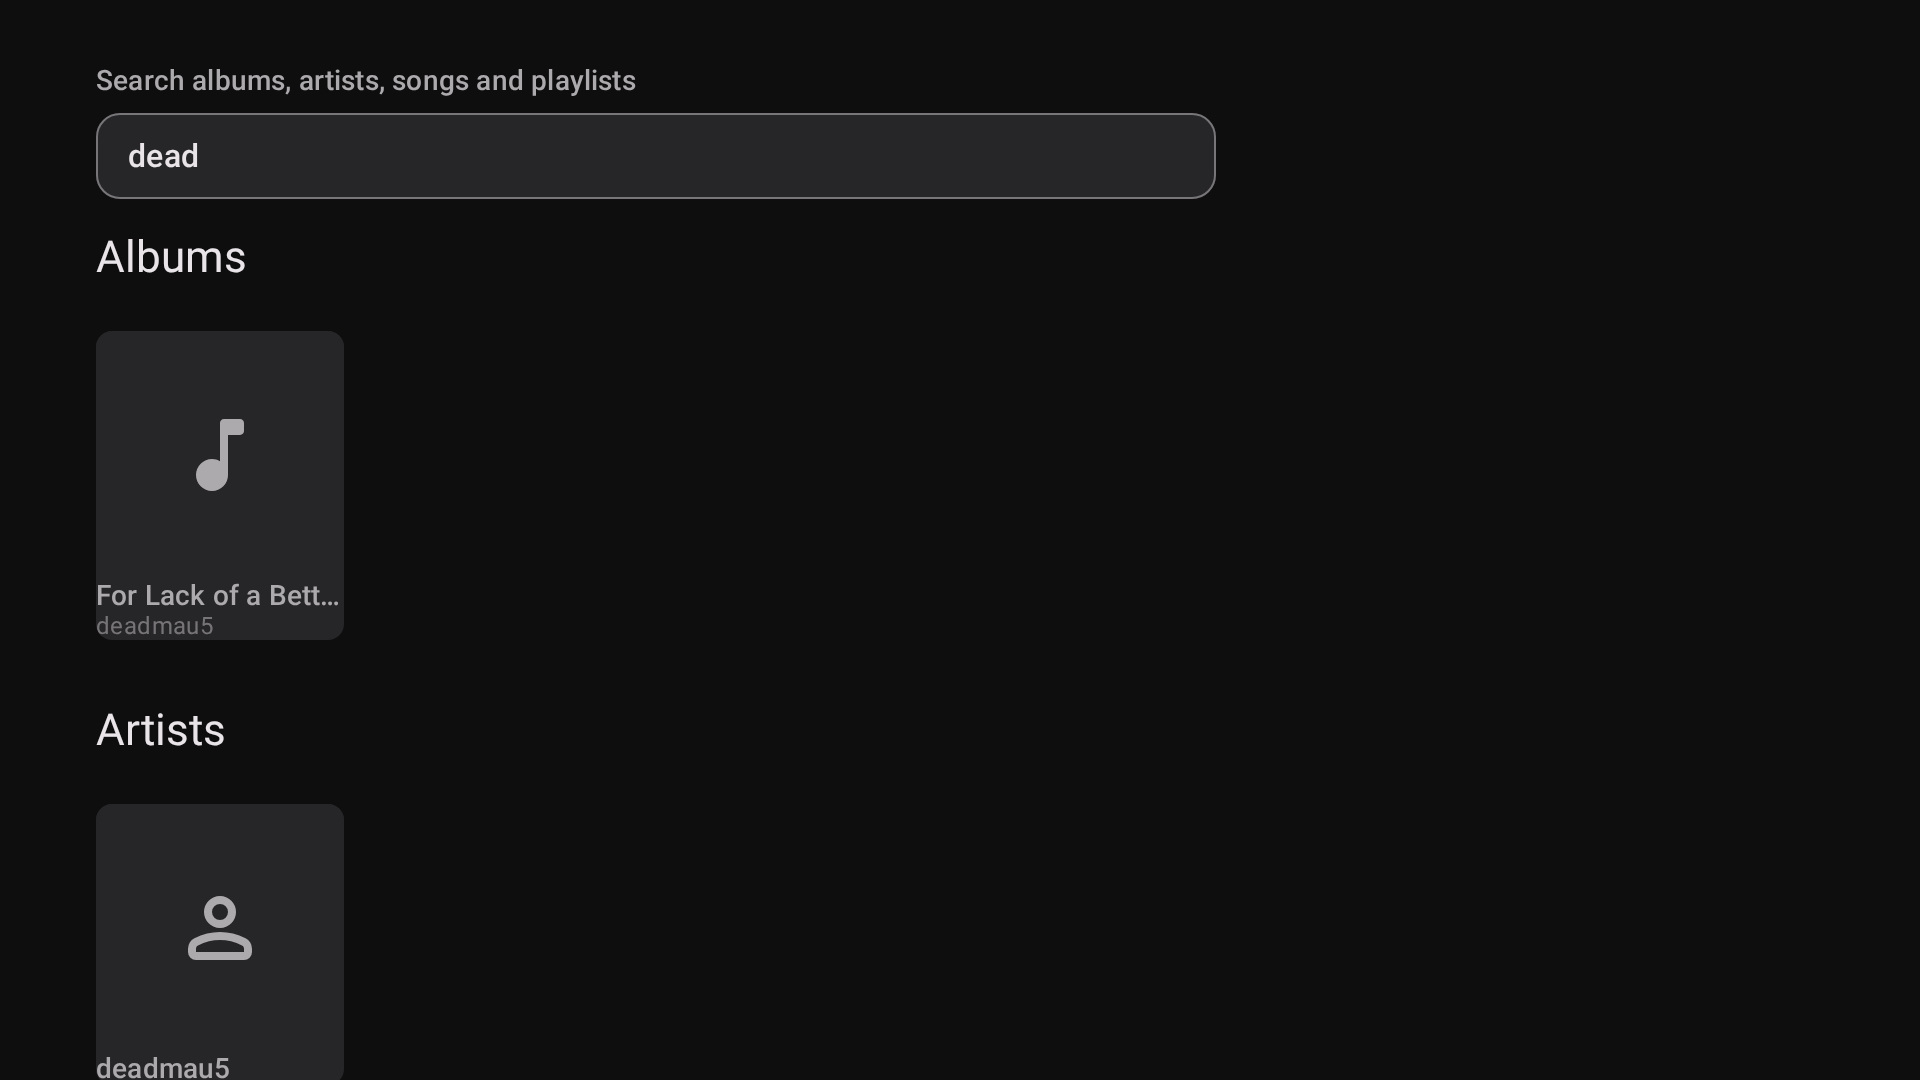 Search albums, artists, songs and playlists
dead
Albums
For Lack of a Bett…
deadmau5
Artists
deadmau5